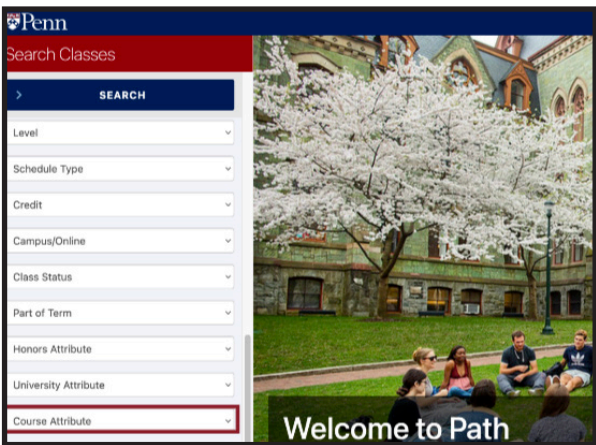 Penn
Search Classes
SEARCH
Level
Schedule Type
Credit
Campus/Online
Class Status
Part of Term
Honors Attribute
University Attribute
Course Attribute
Welcome to Path